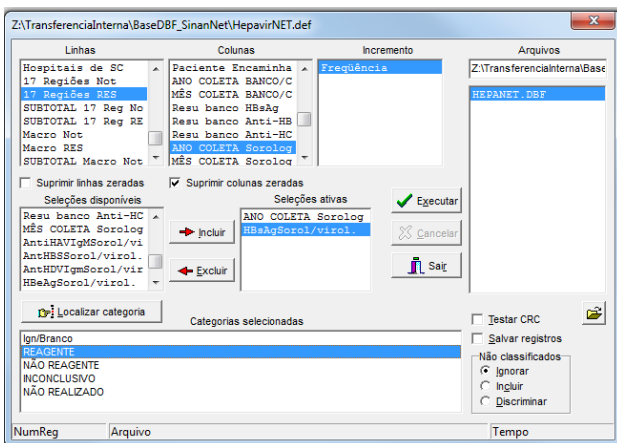 Z:\TransferenciaInterna\BaseDBF_SinanNet\HepavirNET.def
Linhas
Colunas
Incremento
Arquivos
Hospitais de SC
17 Regiões Not
17 Regiões RES
SUBTOTAL 17 Reg No
SUBTOTAL 17 Reg RE
Macro Not
Macro RES
SUBTOTAL Macro Not
Paciente Encaminha
ANO COLETA BANCO/C
MÊS COLETA BANCO/C
Resu banco HBsAg
Resu banco Anti-HB
Resu banco Anti-HC
ANO COLETA Sorolog
MÊS COLETA Sorolog
Freqüência
Z:\TransferenciaInterna\Base
HEPANET.DBF
Suprimir linhas zeradas
Suprimir colunas zeradas
Seleções disponíveis
Seleções ativas
Resu banco Anti-HC
MÊS COLETA Sorolog
AntiHAVIgMSorol/vi
AntHBSSorol/virol.
AntHDVIgmSorol/vir
HBeAgSorol/virol.
Incluir
Excluir
ANO COLETA Sorolog
HBsAgSorol/virol.
Executar
Cancelar
Sair
Localizar categoria
Categorias selecionadas
Ign/Branco
REAGENTE
NÃO REAGENTE
INCONCLUSIVO
NÃO REALIZADO
Testar CRC
Salvar registros
Não classificados
Ignorar
Incluir
Discriminar
NumReg
Arquivo
Tempo